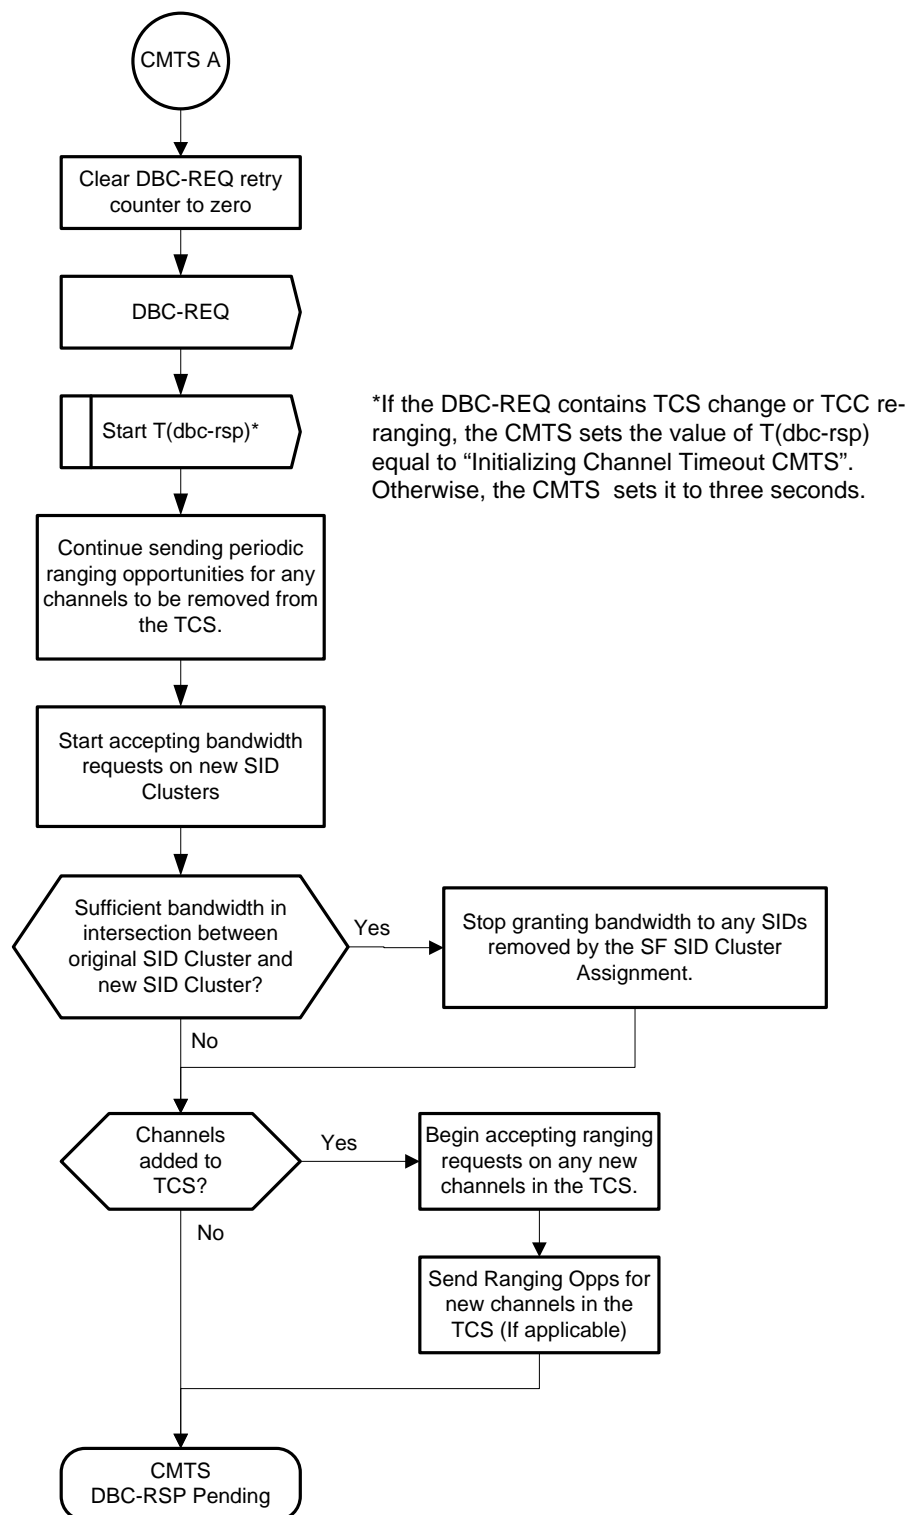 CMTS A
Clear DBC-REQ retry
counter to zero
DBC-REQ
Start T(dbc-rsp)*
*If the DBC-REQ contains TCS change or TCC re-
ranging, the CMTS sets the value of T(dbc-rsp)
equal to “Initializing Channel Timeout CMTS”.
Otherwise, the CMTS  sets it to three seconds.
Continue sending periodic
ranging opportunities for any
channels to be removed from
the TCS.
Start accepting bandwidth
requests on new SID
Clusters
Sufficient bandwidth in
intersection between
original SID Cluster and
new SID Cluster?
Yes
Stop granting bandwidth to any SIDs
removed by the SF SID Cluster
Assignment.
No
Channels
added to
TCS?
Yes
Begin accepting ranging
requests on any new
channels in the TCS.
No
Send Ranging Opps for
new channels in the
TCS (If applicable)
CMTS
DBC-RSP Pending